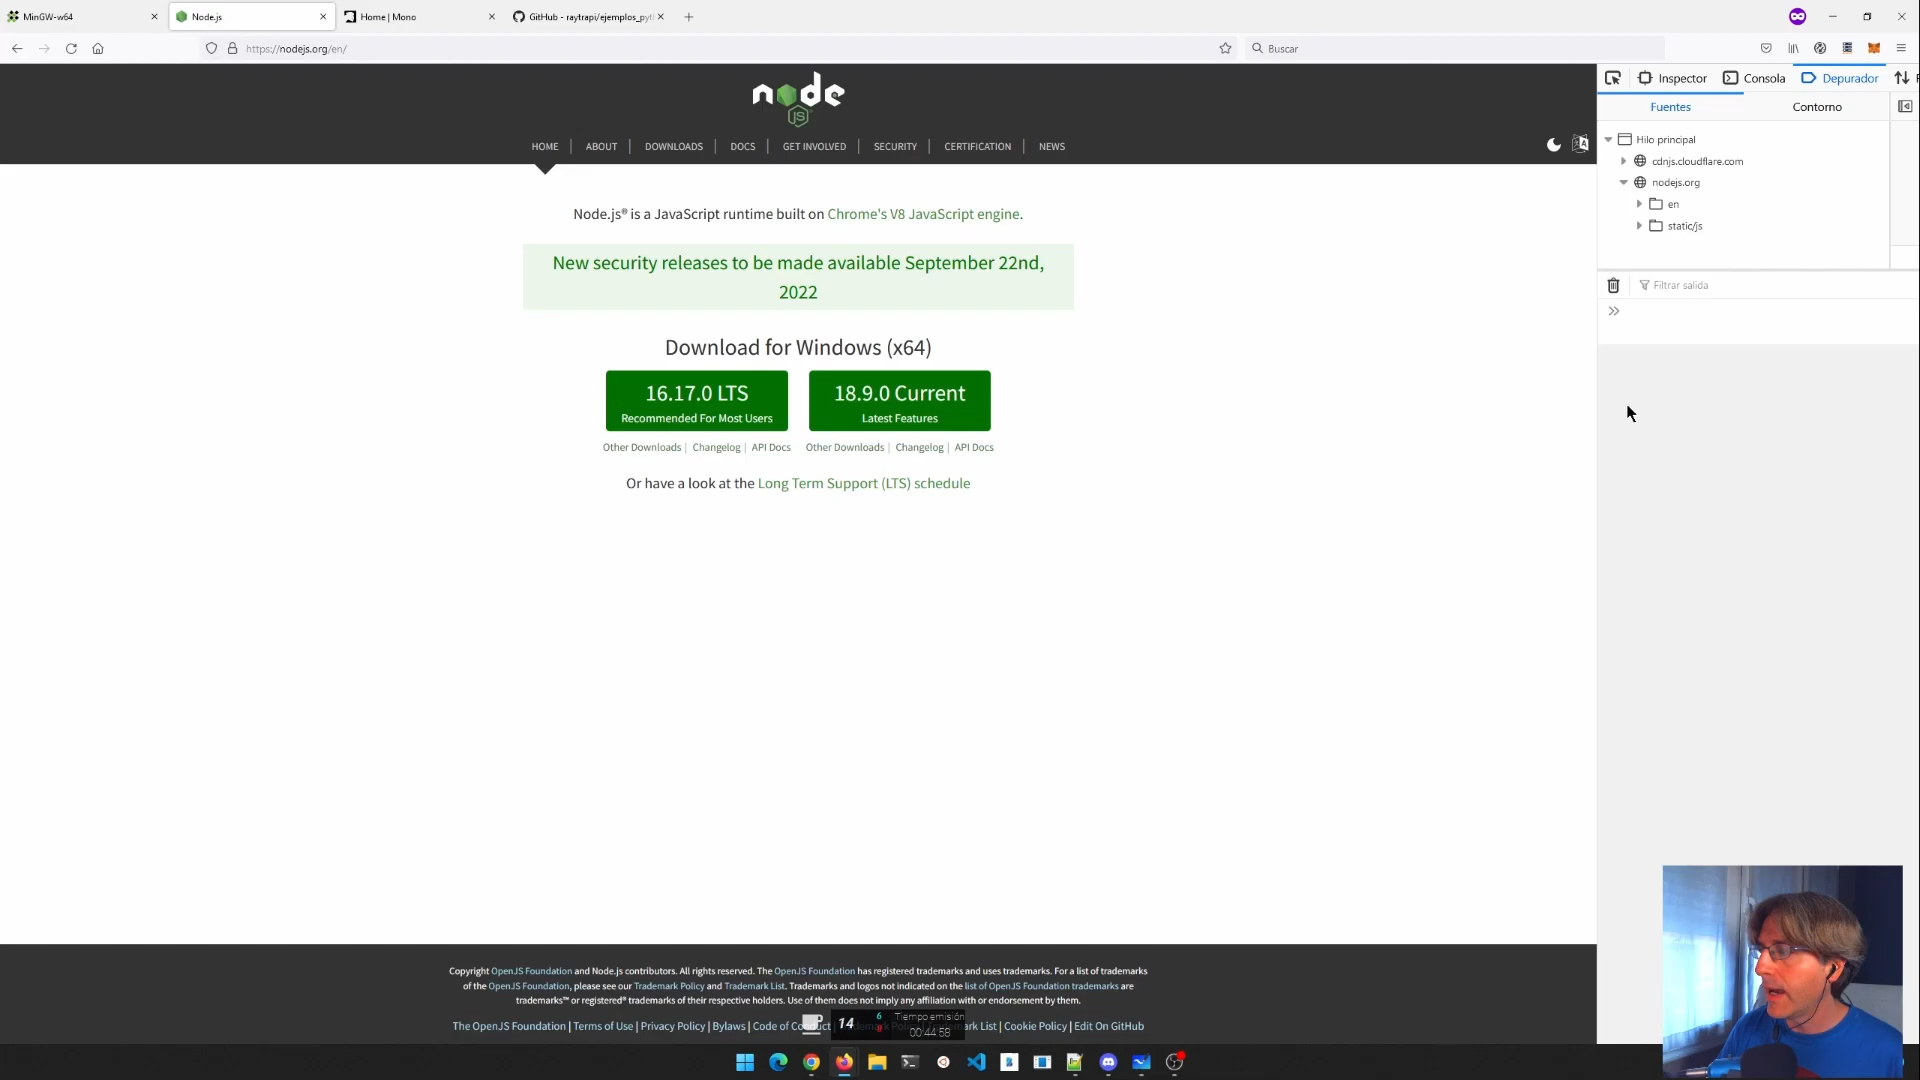 MinGW-w64
Node.js
Home | Mono
GitHub - raytrapi/ejemplos_pyt
https://nodejs.org/en/
Buscar
Inspector
Consola
Depurador
Fuentes
Contorno
Hilo principal
cdnjs.cloudflare.com
nodejs.org
en
static/js
Filtrar salida
node
JS
HOME
ABOUT
DOWNLOADS
DOCS
GET INVOLVED
SECURITY
CERTIFICATION
NEWS
Node.js® is a JavaScript runtime built on Chrome's V8 JavaScript engine.
New security releases to be made available September 22nd,
2022
Download for Windows (x64)
16.17.0 LTS
Recommended For Most Users
18.9.0 Current
Latest Features
Other Downloads | Changelog | API Docs
Other Downloads | Changelog | API Docs
Or have a look at the Long Term Support (LTS) schedule
Copyright OpenJS Foundation and Node.js contributors. All rights reserved. The OpenJS Foundation has registered trademarks and uses trademarks. For a list of trademarks
of the OpenJS Foundation, please see our Trademark Policy and Trademark List. Trademarks and logos not indicated on the list of OpenJS Foundation trademarks are
trademarks™ or registered® trademarks of their respective holders. Use of them does not imply any affiliation with or endorsement by them.
The OpenJS Foundation | Terms of Use | Privacy Policy | Bylaws | Code of Conduct | Trademark Policy | Trademark List | Cookie Policy | Edit On GitHub
14
6
Tiempo emisión
00:44:58